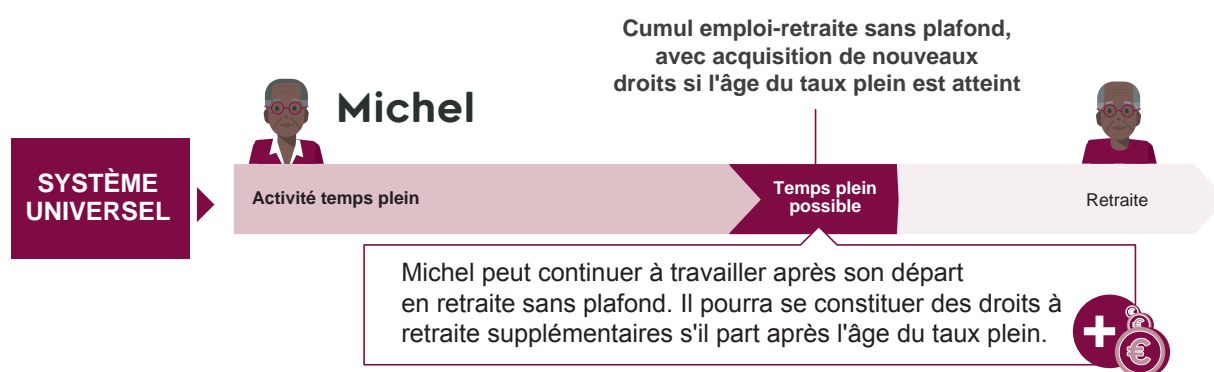 Cumul emploi-retraite sans plafond,
avec acquisition de nouveaux
droits si l'âge du taux plein est atteint
Michel
SYSTÈME
UNIVERSEL
Activité temps plein
Temps plein
possible
Retraite
Michel peut continuer à travailler après son départ
en retraite sans plafond. Il pourra se constituer des droits à
retraite supplémentaires s'il part après l'âge du taux plein.
+
€
€